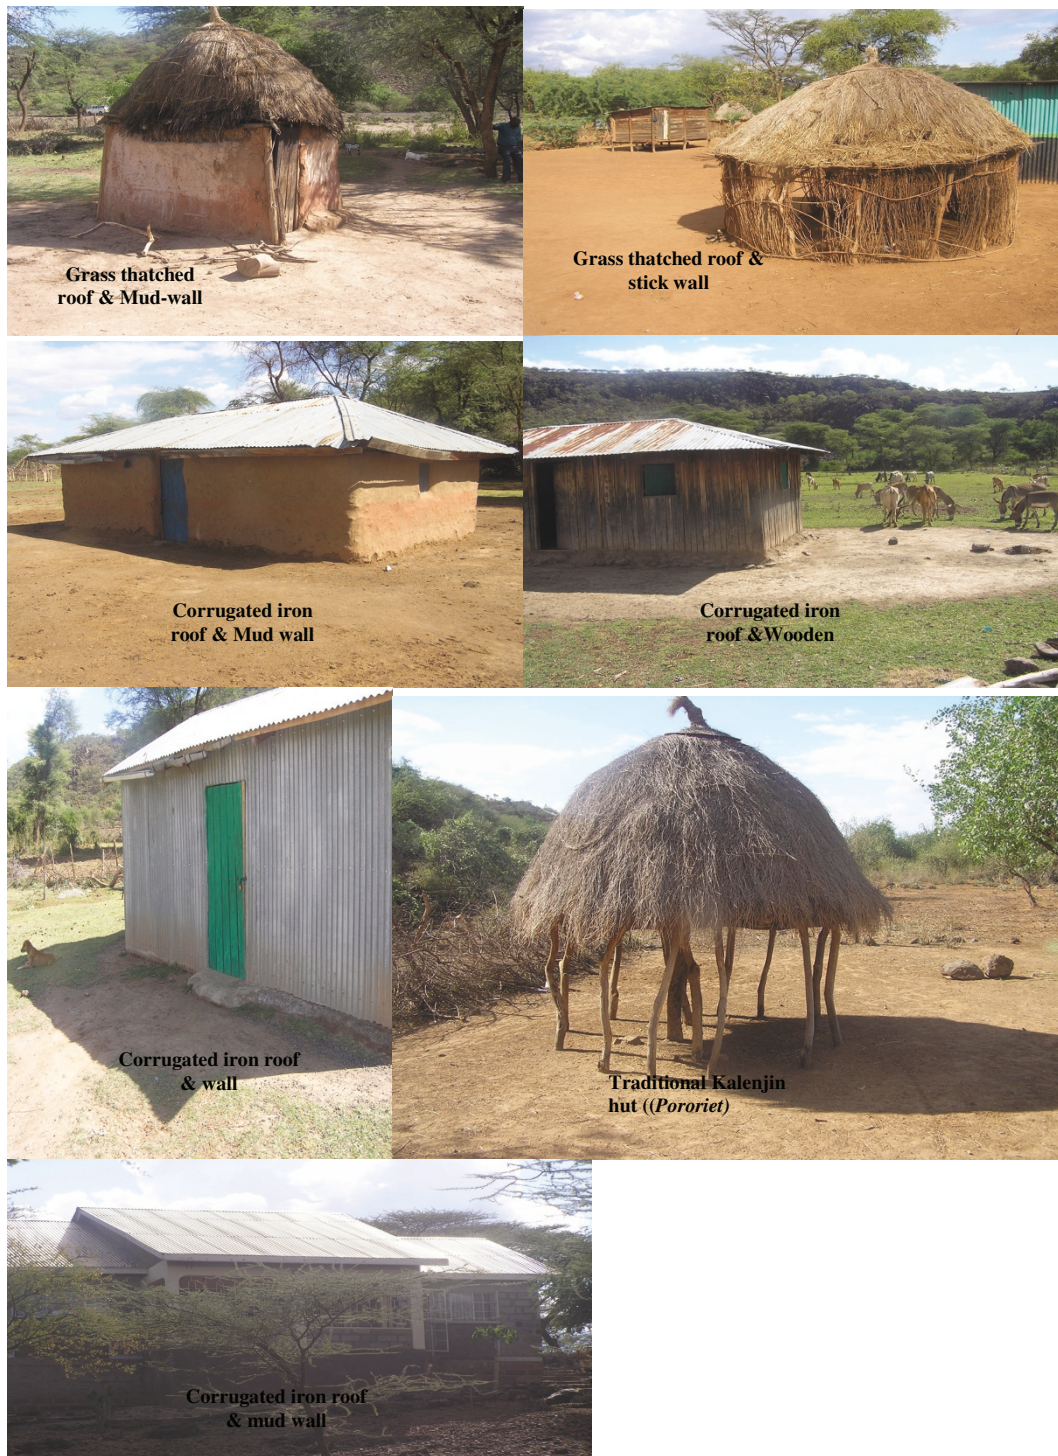 Grass thatched
roof & Mud-wall
Grass thatched roof &
stick wall
Corrugated iron
roof & Mud wall
Corrugated iron
roof &Wooden
Corrugated iron roof
& wall
Traditional Kalenjin
hut ((Pororiet)
Corrugated iron roof
& mud wall